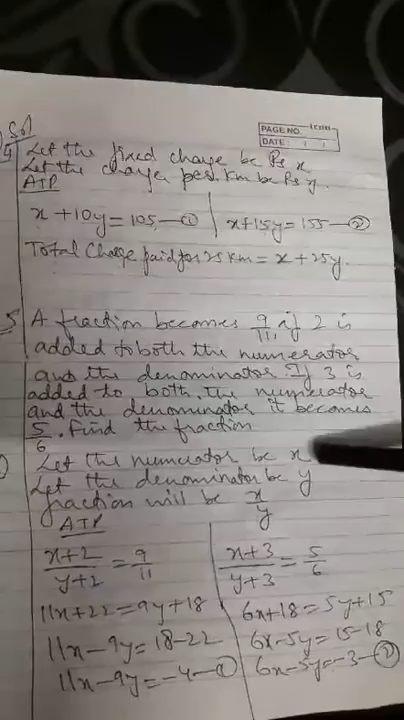 PAGE NO.
DATE :
Sol
4 Let the fixed charge be Rs x
Let the charge per Km be Rs y.
ATP
x + 10y = 105 — ① | x + 15y = 155 — ②
Total Charge paid for 25 Km = x + 25y.
5 A fraction becomes 9/11, if 2 is
added to both the numerator
and the denominator. If 3 is
added to both the numerator
and the denominator it becomes
5/6. Find the fraction
Let the numerator be x
Let the denominator be y
fraction will be x/y
ATP
x+2/y+2 = 9/11 | x+3/y+3 = 5/6
11x+22 = 9y+18 | 6x+18 = 5y+15
11x-9y = 18-22 | 6x-5y = 15-18
11x-9y = -4 — ① | 6x-5y = -3 — ②